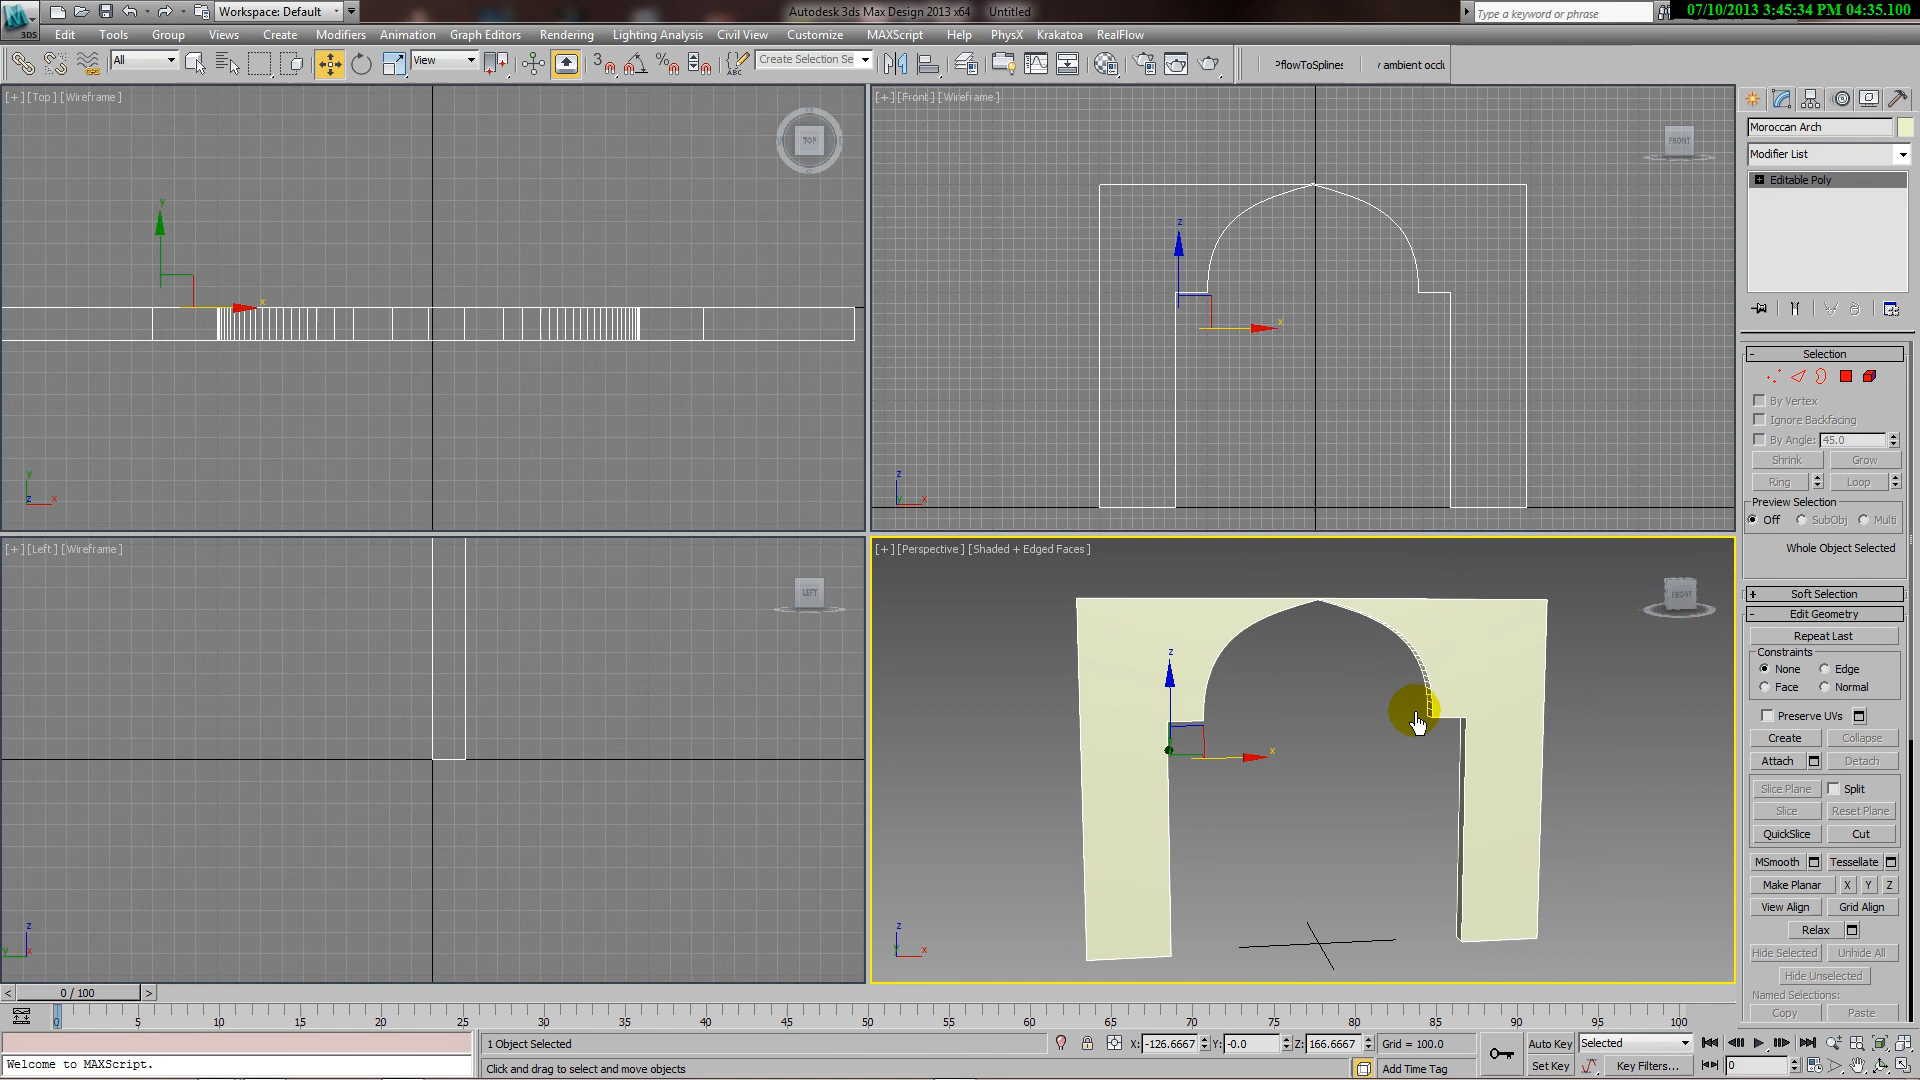 Workspace: Default
Autodesk 3ds Max Design 2013 x64 Untitled
Type a keyword or phrase
07/10/2013 3:45:34 PM 04:35.100
3DS
Edit Tools Group Views Create Modifiers Animation Graph Editors Rendering Lighting Analysis Civil View Customize MAXScript Help PhysX Krakatoa RealFlow
All
View
3
Create Selection Se
PflowToSplines
ambient occlu
[+] [Top] [Wireframe]
TOP
[+] [Front] [Wireframe]
FRONT
Moroccan Arch
Modifier List
Editable Poly
Selection
By Vertex
Ignore Backfacing
By Angle: 45.0
Shrink Grow
Ring Loop
Preview Selection
Off SubObj Multi
Whole Object Selected
[+] [Left] [Wireframe]
LEFT
[+] [Perspective] [Shaded + Edged Faces]
FRONT
Soft Selection
Edit Geometry
Repeat Last
Constraints
None Edge
Face Normal
Preserve UVs
Create Collapse
Attach Detach
Slice Plane Split
Slice Reset Plane
QuickSlice Cut
MSmooth Tessellate
Make Planar X Y Z
View Align Grid Align
Relax
Hide Selected Unhide All
Hide Unselected
Named Selections:
Copy Paste
< 0 / 100 >
0 5 10 15 20 25 30 35 40 45 50 55 60 65 70 75 80 85 90 95 100
1 Object Selected
X: -126.6667 Y: -0.0 Z: 166.6667
Grid = 100.0
Auto Key Selected
Welcome to MAXScript.
Click and drag to select and move objects
Add Time Tag
Set Key Key Filters...
0